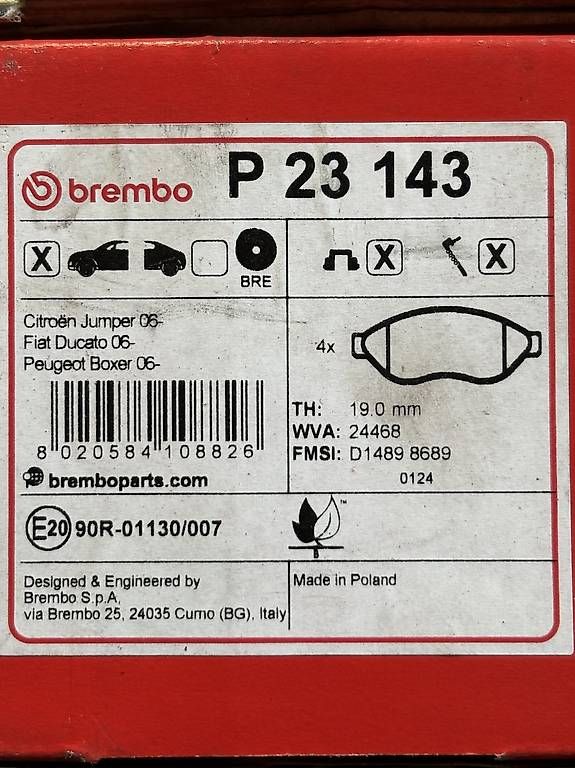 brembo P 23 143
X BRE X X
Citroën Jumper 06-
Fiat Ducato 06-
Peugeot Boxer 06-
4x
8 020584 108826
TH: 19.0 mm
WVA: 24468
FMSI: D1489 8689
0124
bremboparts.com
E20 90R-01130/007
TM
Designed & Engineered by
Brembo S.p.A.
via Brembo 25, 24035 Curno (BG), Italy
Made in Poland